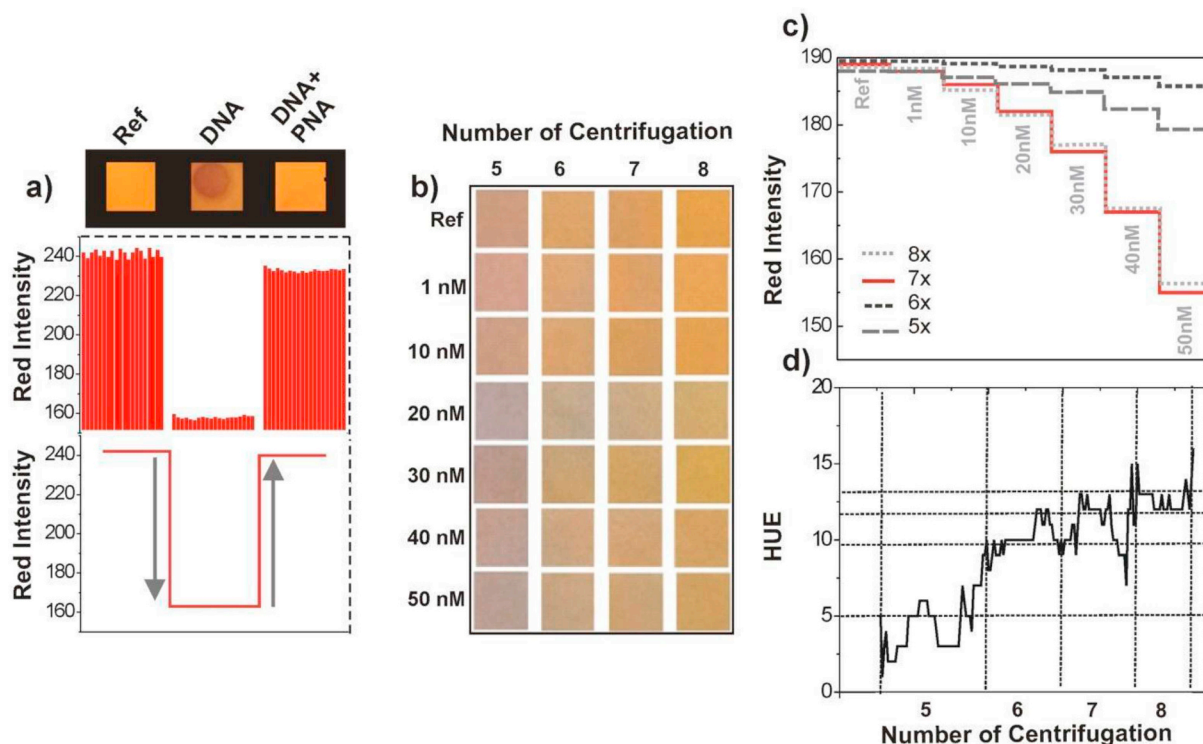 a)
Ref
DNA
DNA+
PNA
Red Intensity
240
220
200
180
160
Red Intensity
240
220
200
180
160
b)
Number of Centrifugation
5 6 7 8
Ref
1 nM
10 nM
20 nM
30 nM
40 nM
50 nM
c)
Red Intensity
190
180
170
160
150
Ref
1nM
10nM
20nM
30nM
40nM
50nM
8x
7x
6x
5x
d)
HUE
20
15
10
5
0
5 6 7 8
Number of Centrifugation